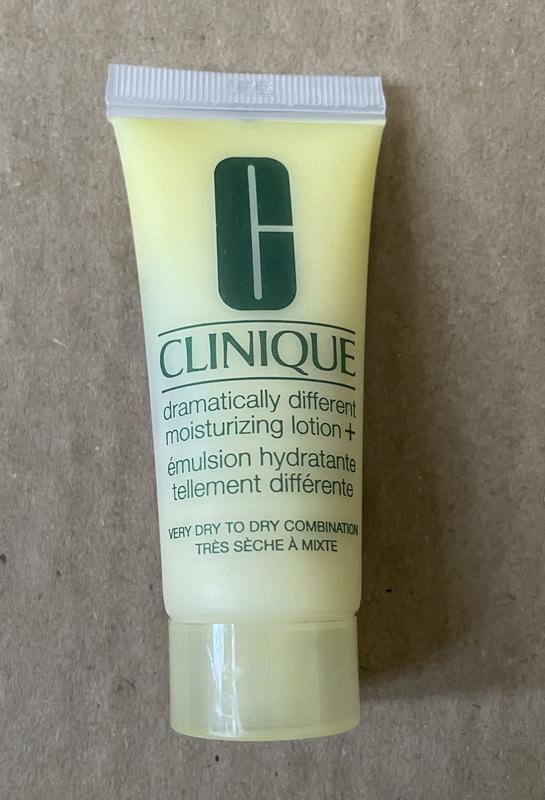 CLINIQUE
dramatically different
moisturizing lotion+
émulsion hydratante
tellement différente
VERY DRY TO DRY COMBINATION
TRÈS SÈCHE À MIXTE